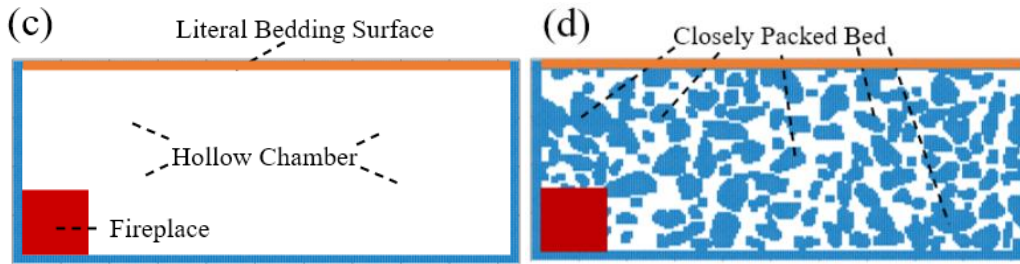 (c)
Literal Bedding Surface
Hollow Chamber
Fireplace
(d)
Closely Packed Bed